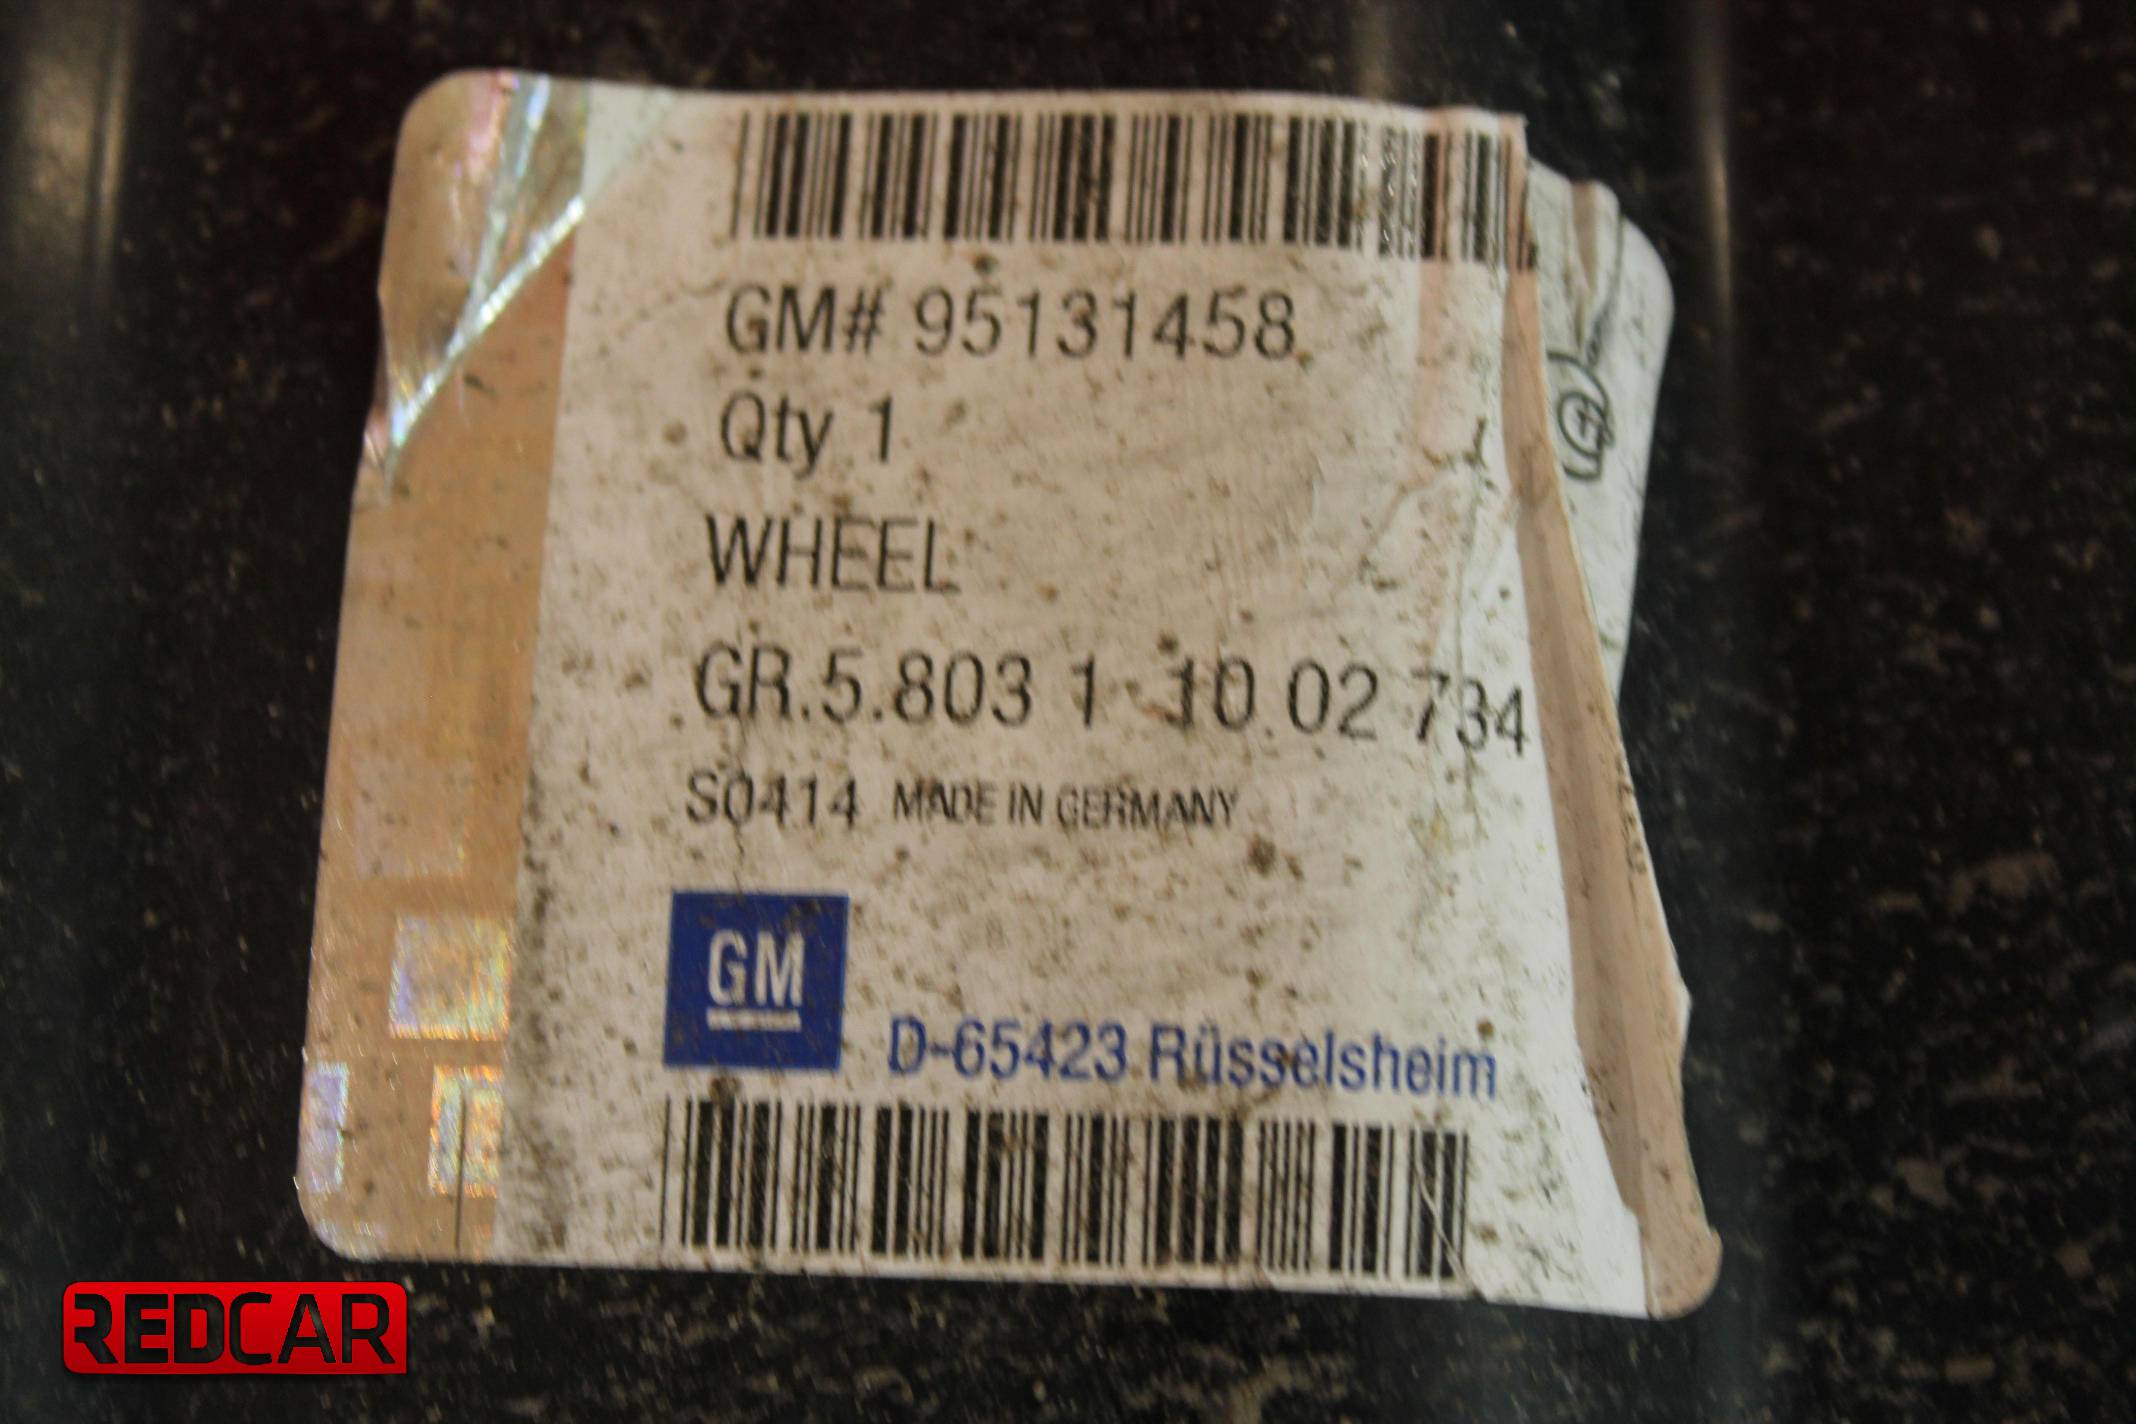 GM# 95131458
Qty 1
WHEEL
GR.5.803 1 10 02 734
S0414 MADE IN GERMANY
GM
D-65423 Rüsselsheim
REDCAR